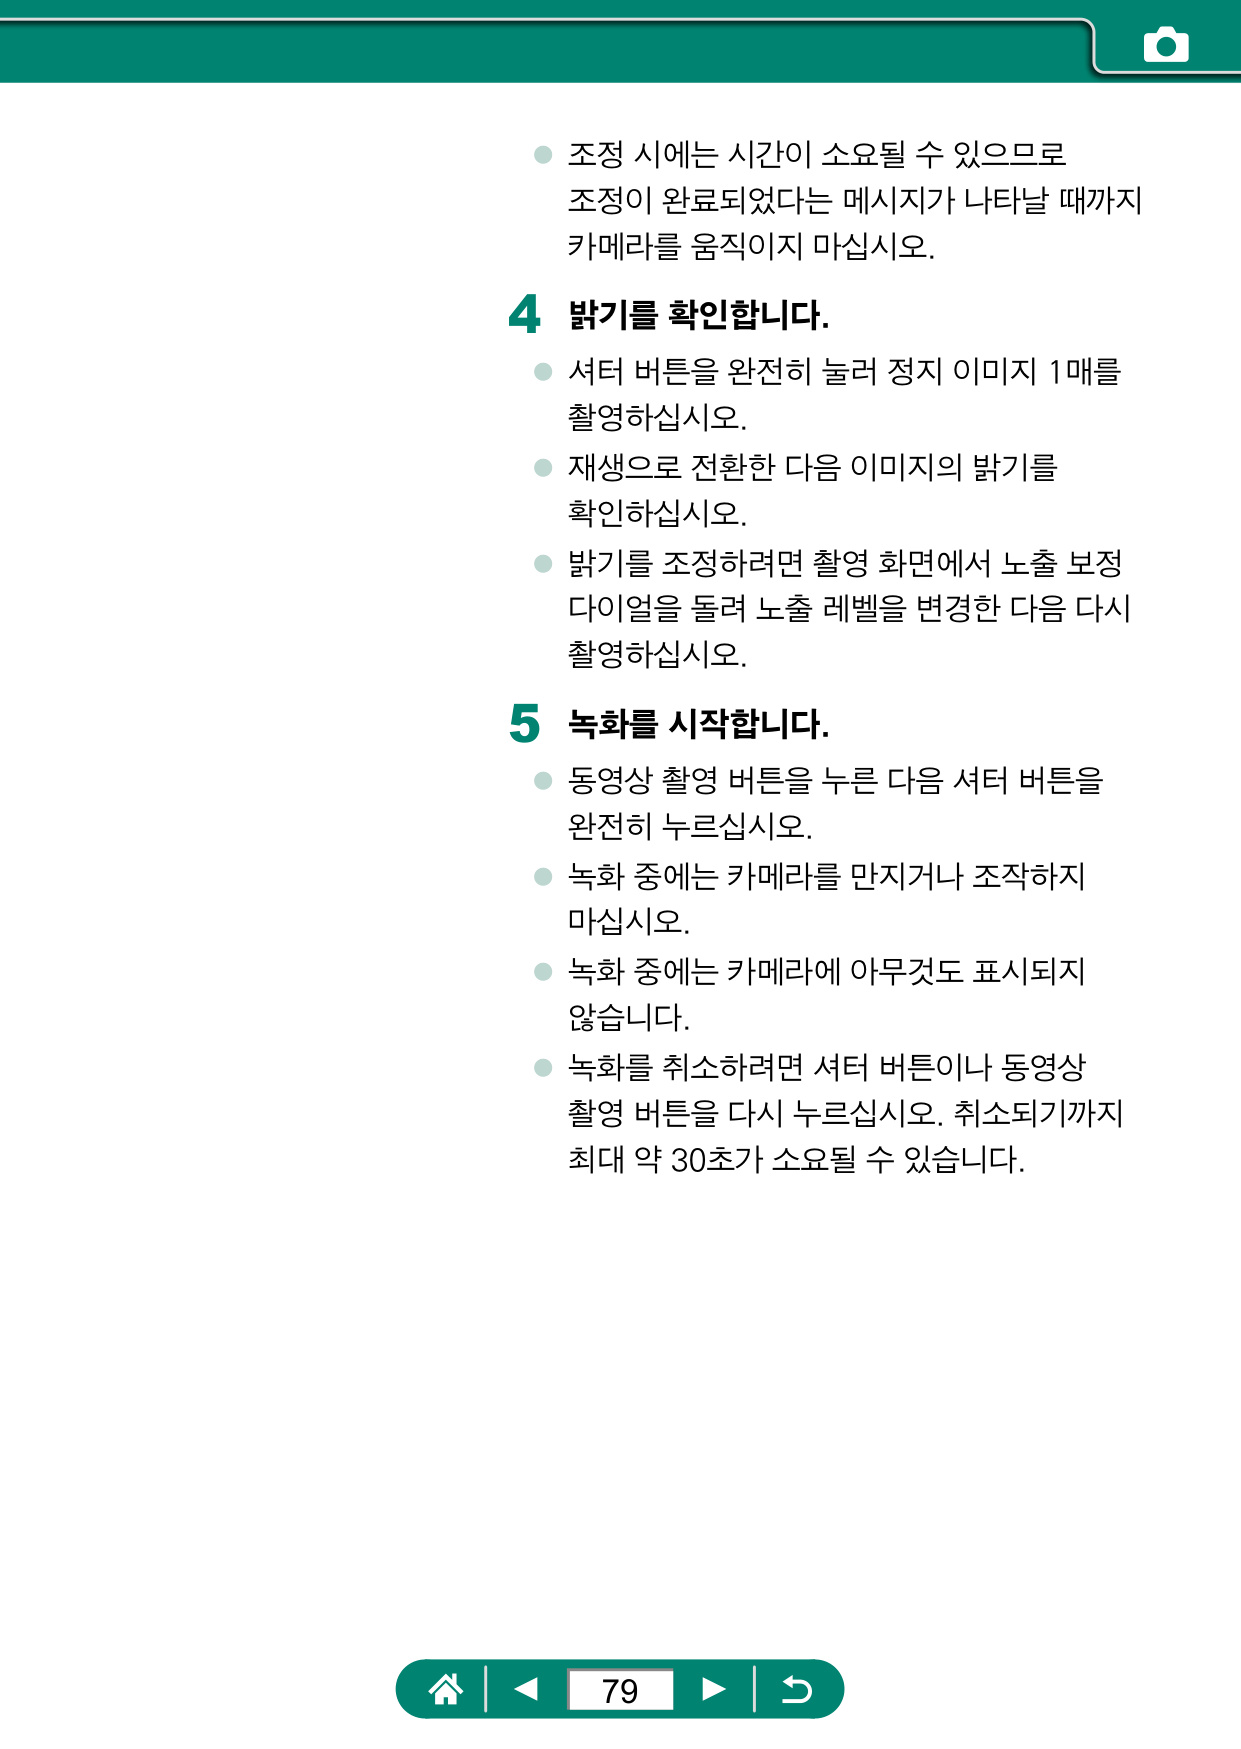 조정 시에는 시간이 소요될 수 있으므로
조정이 완료되었다는 메시지가 나타날 때까지
카메라를 움직이지 마십시오.
4 밝기를 확인합니다.
셔터 버튼을 완전히 눌러 정지 이미지 1매를
촬영하십시오.
재생으로 전환한 다음 이미지의 밝기를
확인하십시오.
밝기를 조정하려면 촬영 화면에서 노출 보정
다이얼을 돌려 노출 레벨을 변경한 다음 다시
촬영하십시오.
5 녹화를 시작합니다.
동영상 촬영 버튼을 누른 다음 셔터 버튼을
완전히 누르십시오.
녹화 중에는 카메라를 만지거나 조작하지
마십시오.
녹화 중에는 카메라에 아무것도 표시되지
않습니다.
녹화를 취소하려면 셔터 버튼이나 동영상
촬영 버튼을 다시 누르십시오. 취소되기까지
최대 약 30초가 소요될 수 있습니다.
79